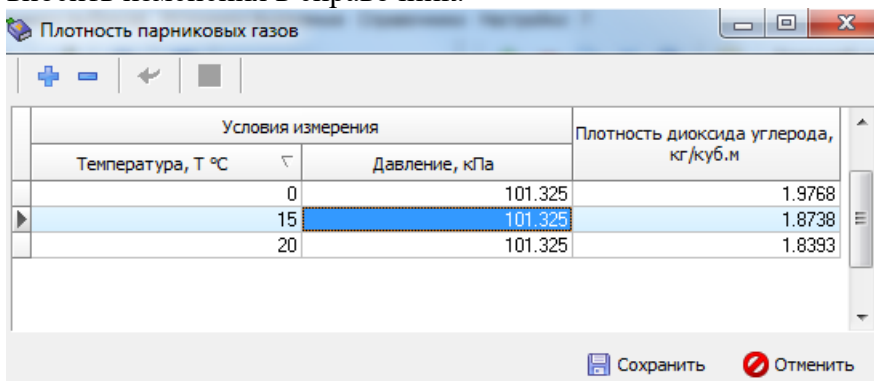 Плотность парниковых газов
Условия измерения
Плотность диоксида углерода,
кг/куб.м
Температура, T °C
Давление, кПа
0 101.325 1.9768
15 101.325 1.8738
20 101.325 1.8393
Сохранить Отменить